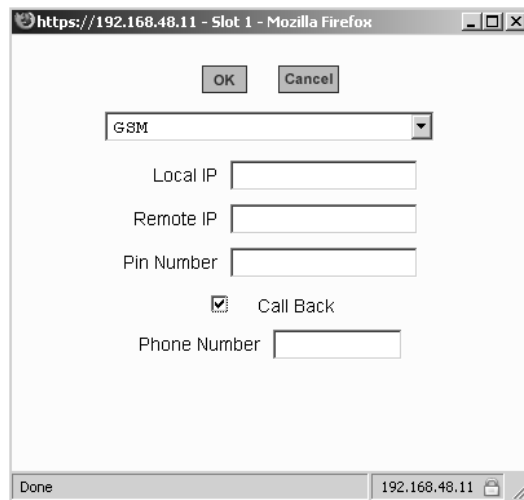 https://192.168.48.11 - Slot 1 - Mozilla Firefox
OK Cancel
GSM
Local IP
Remote IP
Pin Number
Call Back
Phone Number
Done 192.168.48.11